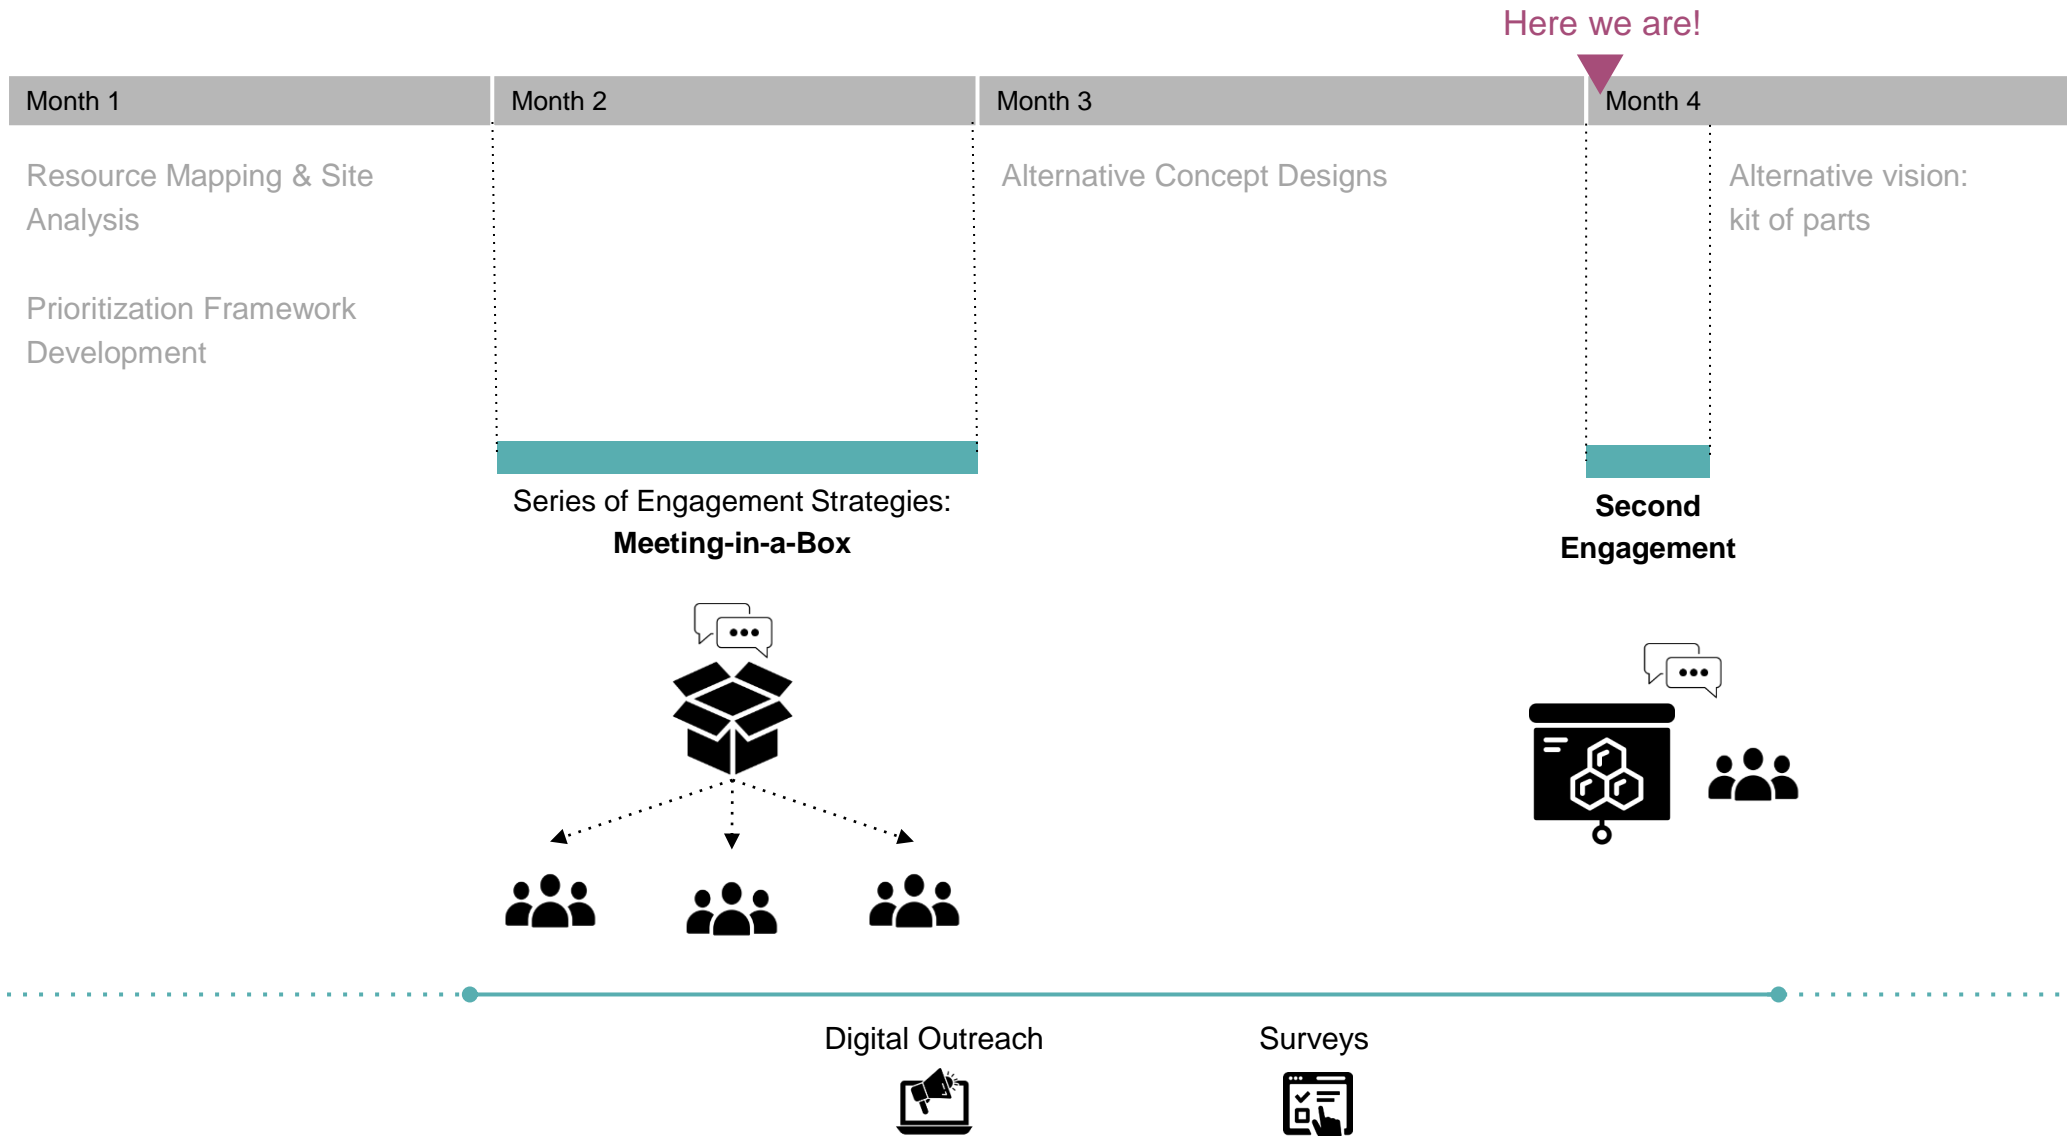 Here we are!
Month 1
Month 2
Month 3
Month 4
Resource Mapping & Site
Analysis
Prioritization Framework
Development
Alternative Concept Designs
Alternative vision:
kit of parts
Series of Engagement Strategies:
Meeting-in-a-Box
Second
Engagement
Digital Outreach
Surveys